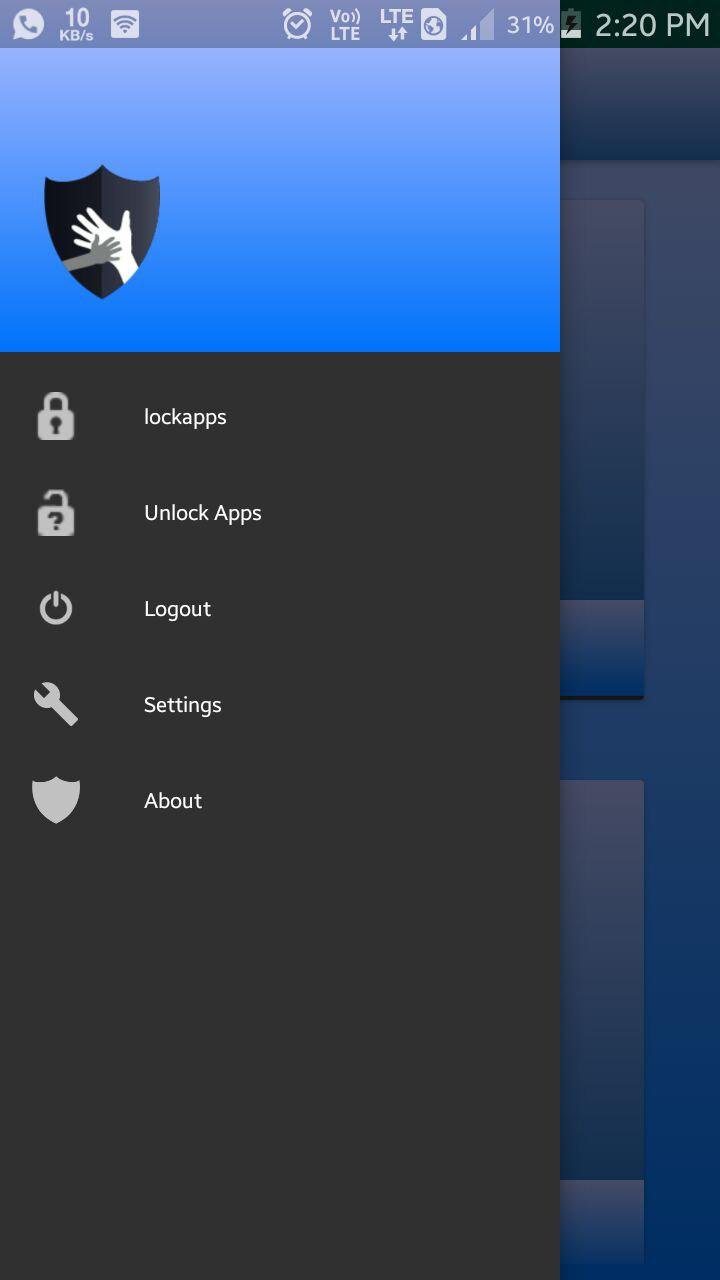 10
KB/s
Vo))
LTE
LTE
31%
2:20 PM
lockapps
Unlock Apps
Logout
Settings
About